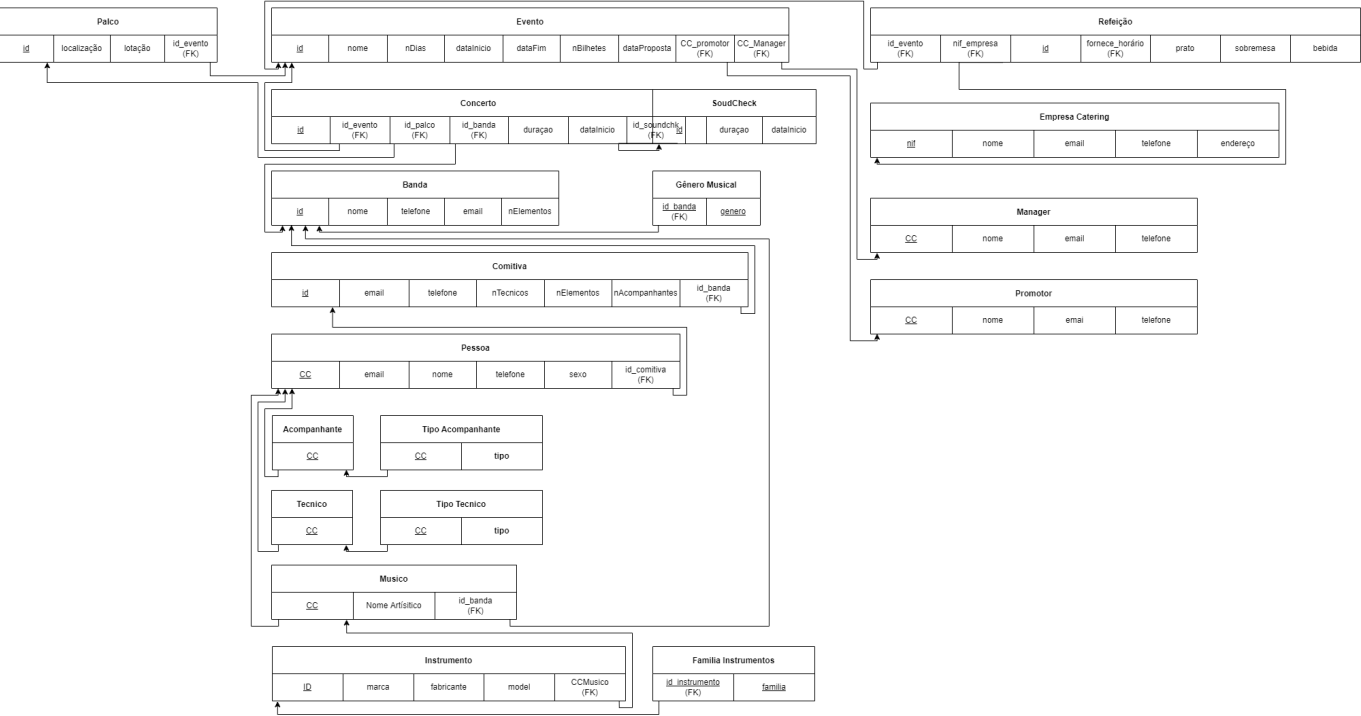 Palco
id localização lotação id_evento (FK)
Evento
id nome nDias dataInicio dataFim nBilhetes dataProposta CC_promotor (FK) CC_Manager (FK)
Refeição
id_evento (FK) nif_empresa (FK) id fornece_horário (FK) prato sobremesa bebida
Concerto
id id_evento (FK) id_palco (FK) id_banda (FK) duraçao dataInicio id_soundchk (FK)
SoudCheck
Id duraçao dataInicio
Empresa Catering
nif nome email telefone endereço
Banda
id nome telefone email nElementos
Gênero Musical
id_banda (FK) genero
Manager
CC nome email telefone
Comitiva
id email telefone nTecnicos nElementos nAcompanhantes id_banda (FK)
Promotor
CC nome emai telefone
Pessoa
CC email nome telefone sexo id_comitiva (FK)
Acompanhante
CC
Tipo Acompanhante
CC tipo
Tecnico
CC
Tipo Tecnico
CC tipo
Musico
CC Nome Artísitico id_banda (FK)
Instrumento
ID marca fabricante model CCMusico (FK)
Familia Instrumentos
id_instrumento (FK) familia